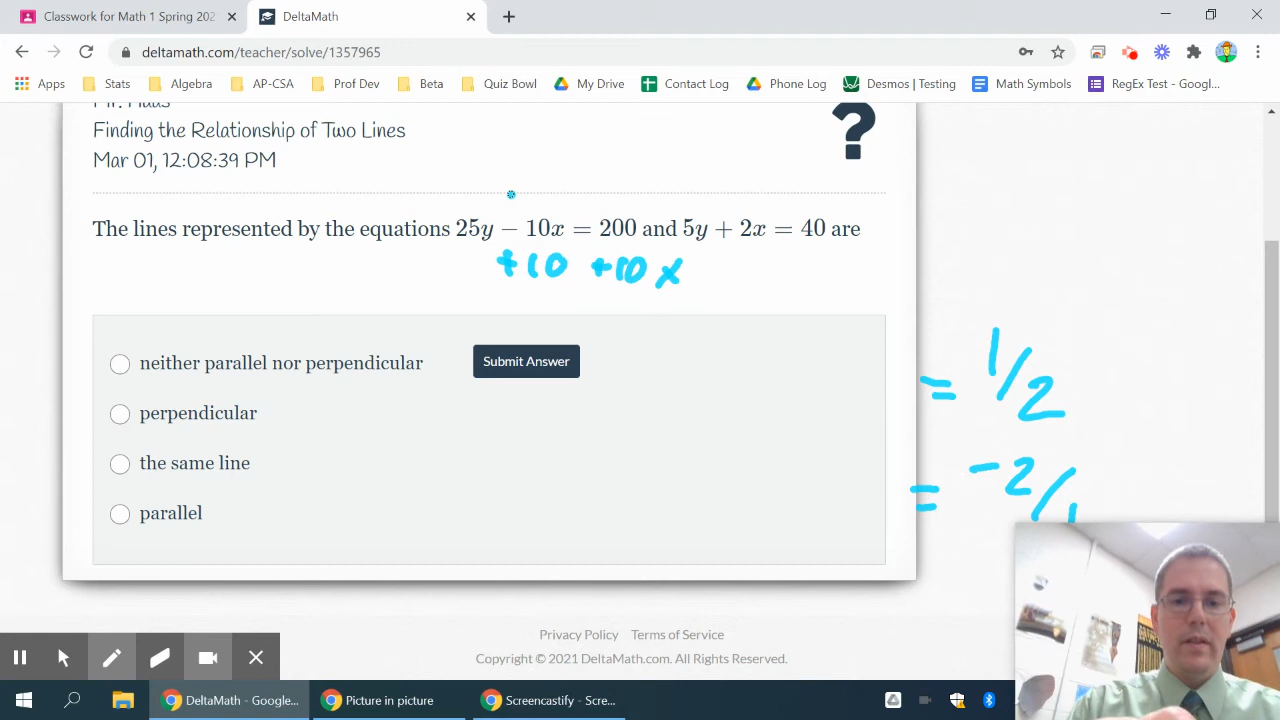 Classwork for Math 1 Spring 202
DeltaMath
deltamath.com/teacher/solve/1357965
Apps Stats Algebra AP-CSA Prof Dev Beta Quiz Bowl My Drive Contact Log Phone Log Desmos | Testing Math Symbols RegEx Test - Googl...
Mr. Haas
Finding the Relationship of Two Lines
Mar 01, 12:08:39 PM
?
The lines represented by the equations 25y − 10x = 200 and 5y + 2x = 40 are
+10 +10x
neither parallel nor perpendicular
Submit Answer
= 1/2
perpendicular
the same line
= -2/1
parallel
Privacy Policy Terms of Service
Copyright © 2021 DeltaMath.com. All Rights Reserved.
DeltaMath - Google...
Picture in picture
Screencastify - Scre...